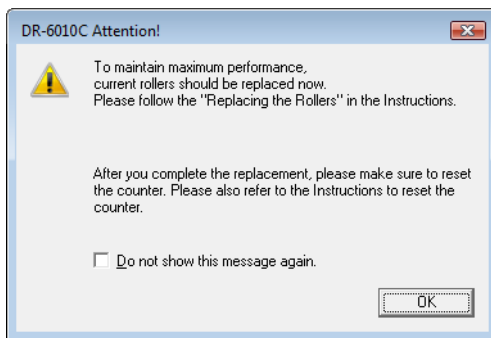 DR-6010C Attention!
To maintain maximum performance,
current rollers should be replaced now.
Please follow the "Replacing the Rollers" in the Instructions.
After you complete the replacement, please make sure to reset
the counter. Please also refer to the Instructions to reset the
counter.
Do not show this message again.
OK